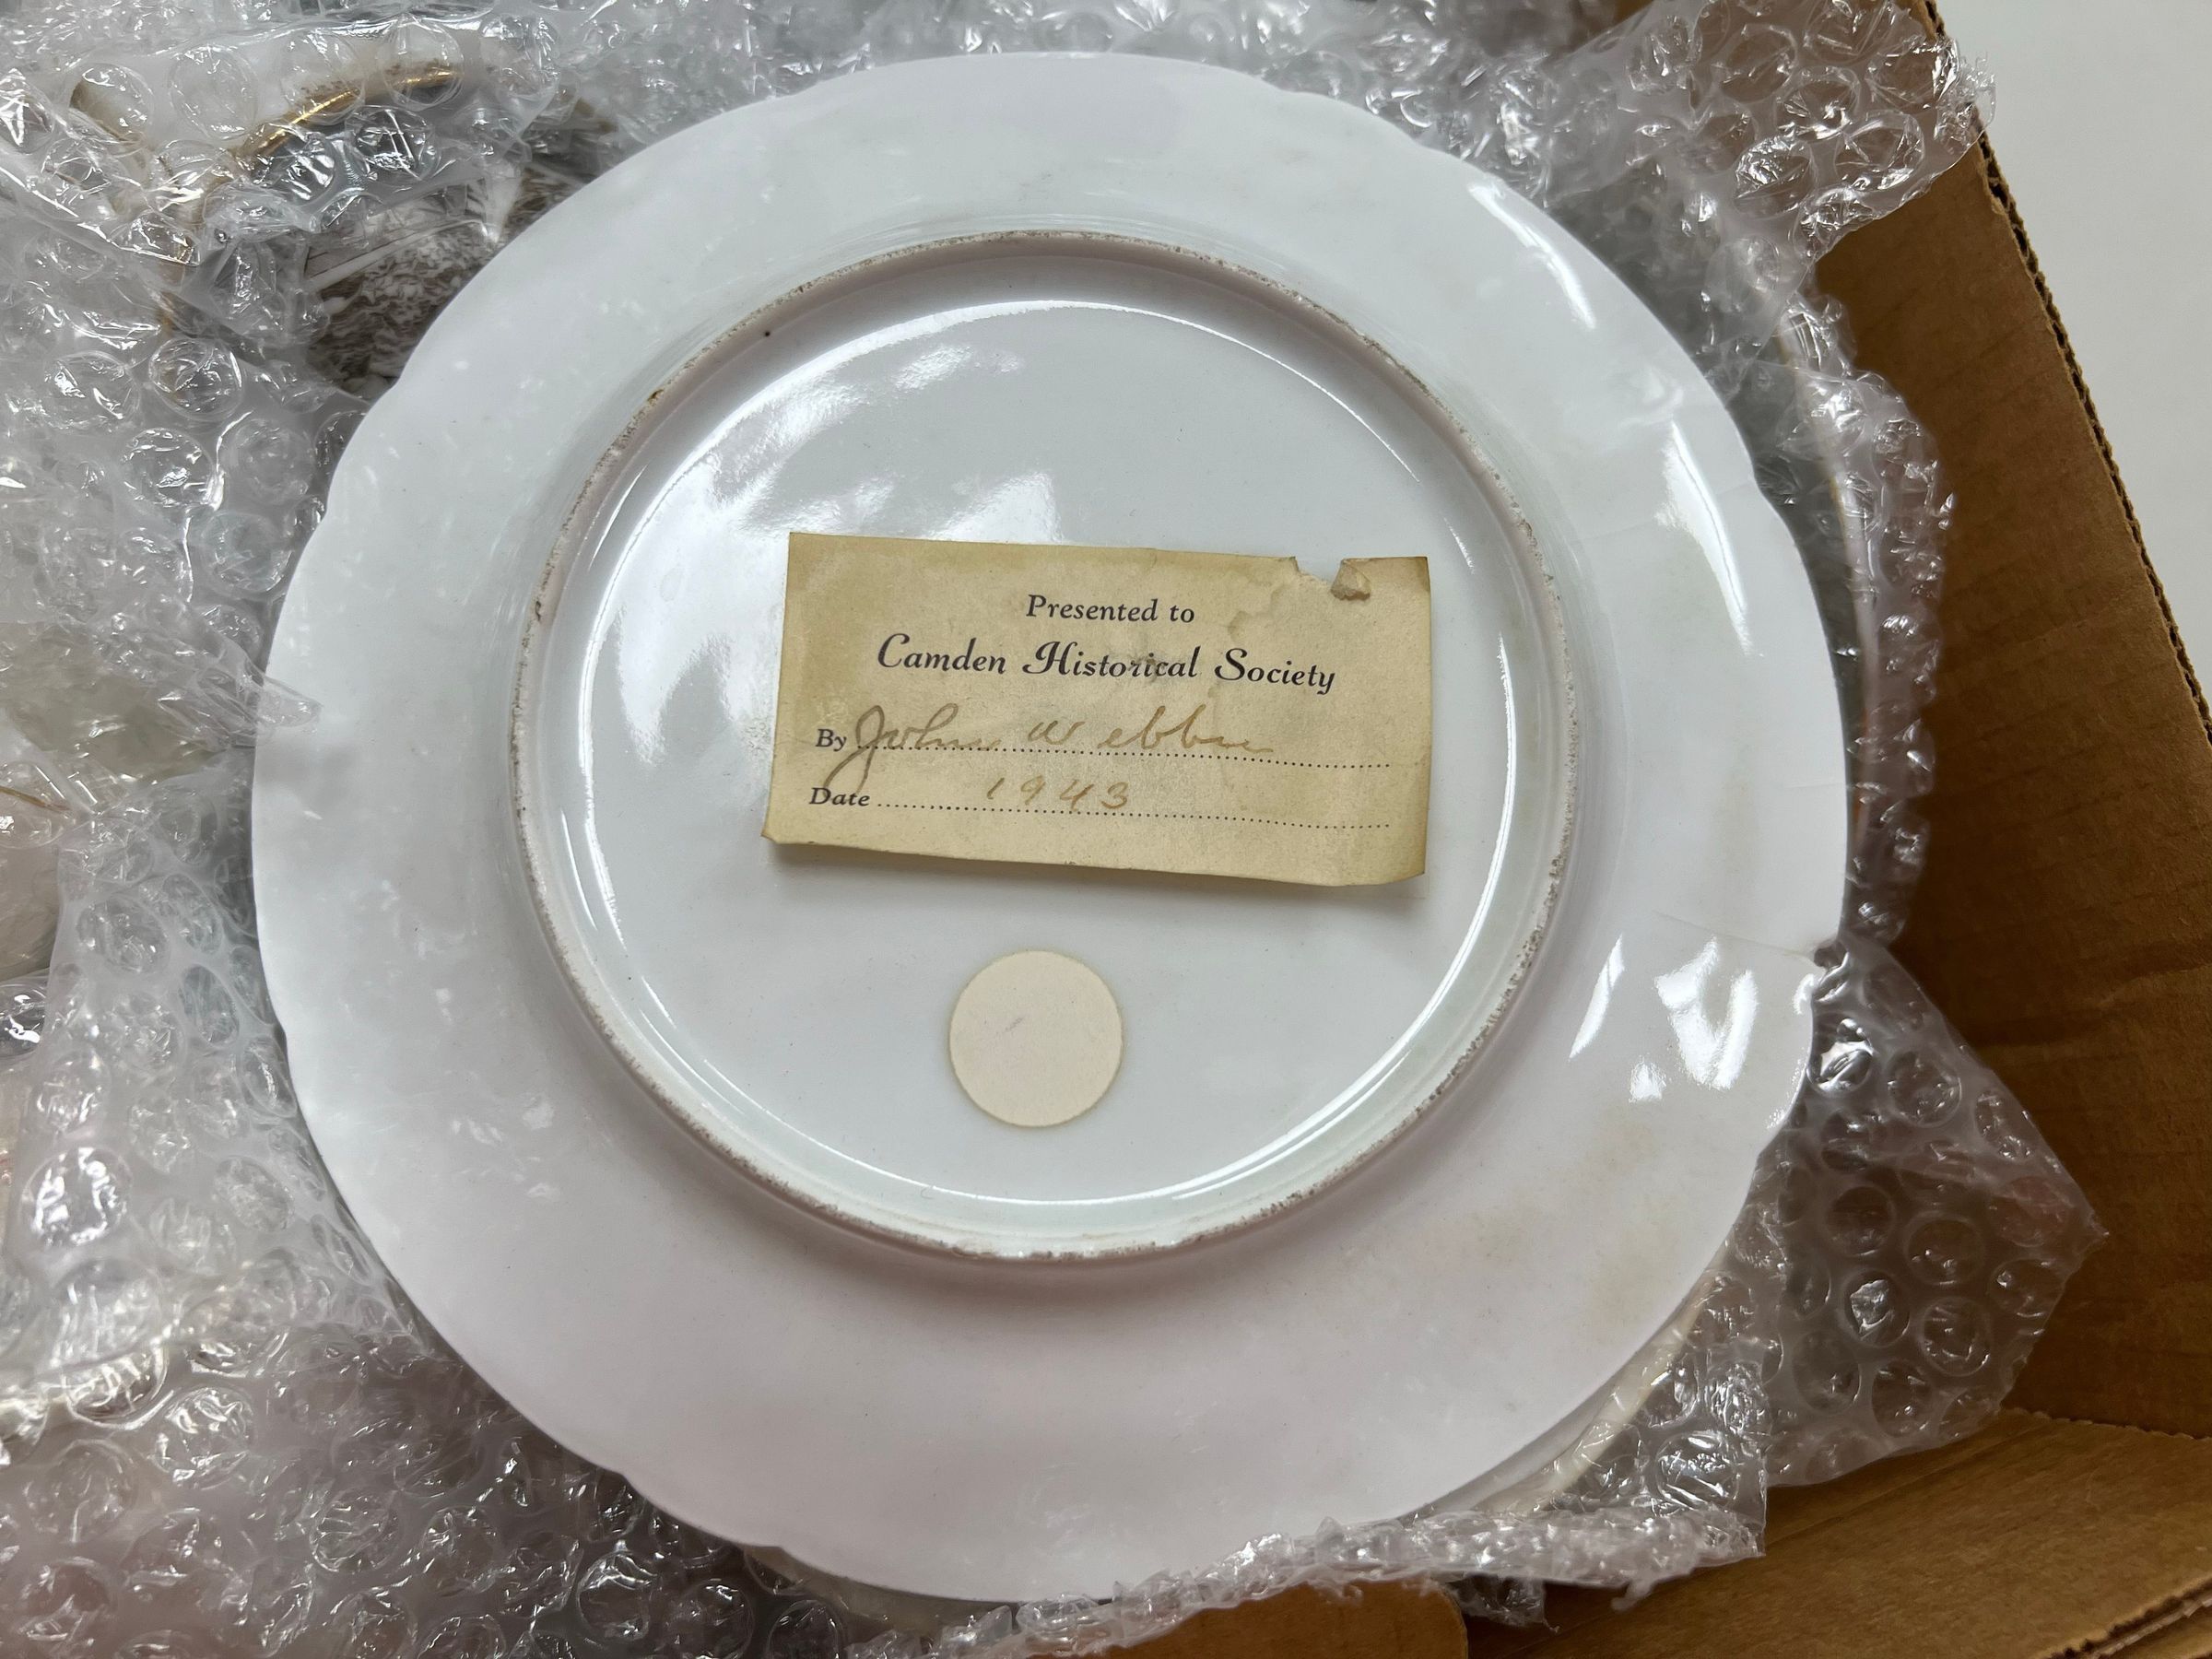 Presented to
Camden Historical Society
By John Webber
Date 1943